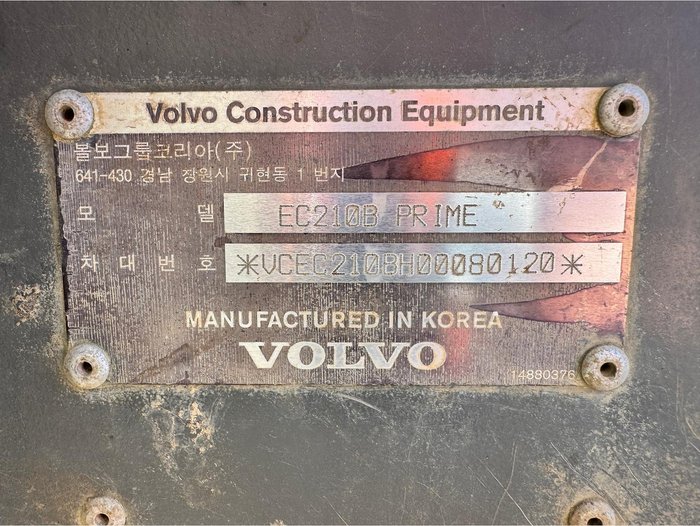 Volvo Construction Equipment
볼보그룹코리아(주)
641-430 경남 창원시 귀현동 1 번지
모 델 EC210B PRIME
차대번호 *VCEC210BH00080120*
MANUFACTURED IN KOREA
VOLVO
14880376